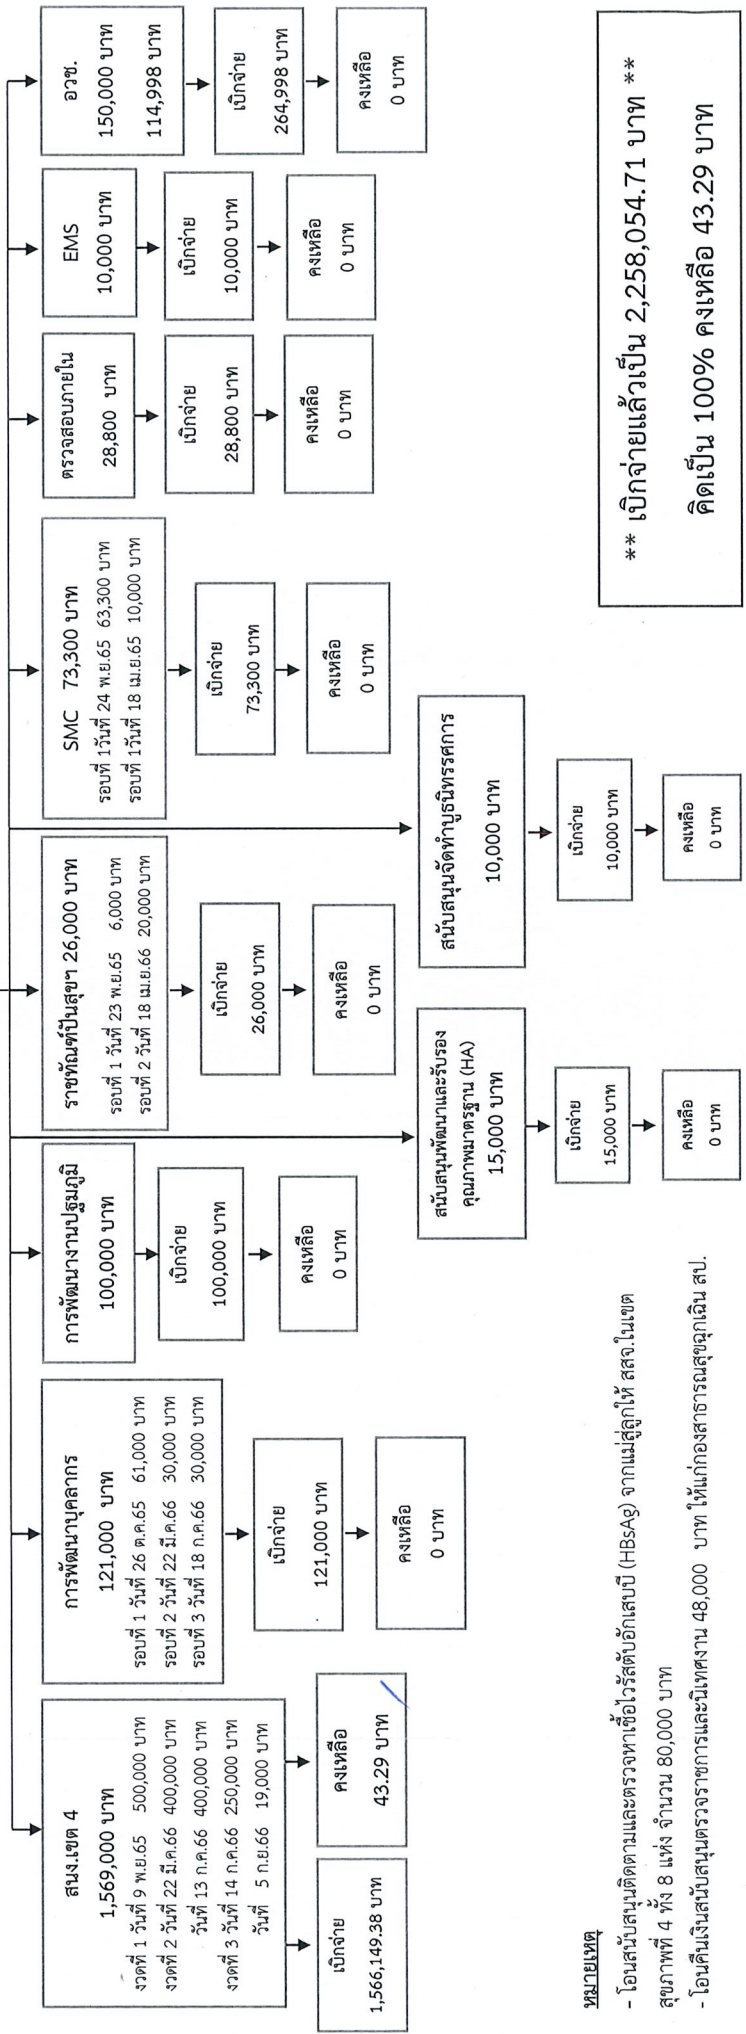 สนง.เขต 4
1,569,000 บาท
งวดที่ 1 วันที่ 9 พ.ย.65 500,000 บาท
งวดที่ 2 วันที่ 22 มี.ค.66 400,000 บาท
วันที่ 13 ก.ค.66 400,000 บาท
งวดที่ 3 วันที่ 14 ก.ค.66 250,000 บาท
วันที่ 5 ก.ย.66 19,000 บาท
เบิกจ่าย
1,566,149.38 บาท
คงเหลือ
43.29 บาท
การพัฒนาบุคลากร
121,000 บาท
รอบที่ 1 วันที่ 26 ต.ค.65 61,000 บาท
รอบที่ 2 วันที่ 22 มี.ค.66 30,000 บาท
รอบที่ 3 วันที่ 18 ก.ค.66 30,000 บาท
เบิกจ่าย
121,000 บาท
คงเหลือ
0 บาท
การพัฒนางานปฐมภูมิ
100,000 บาท
เบิกจ่าย
100,000 บาท
คงเหลือ
0 บาท
ราชทัณฑ์ปันสุขฯ 26,000 บาท
รอบที่ 1 วันที่ 23 พ.ย.65 6,000 บาท
รอบที่ 2 วันที่ 18 เม.ย.66 20,000 บาท
เบิกจ่าย
26,000 บาท
คงเหลือ
0 บาท
SMC 73,300 บาท
รอบที่ 1วันที่ 24 พ.ย.65 63,300 บาท
รอบที่ 1วันที่ 18 เม.ย.65 10,000 บาท
เบิกจ่าย
73,300 บาท
คงเหลือ
0 บาท
ตรวจสอบภายใน
28,800 บาท
เบิกจ่าย
28,800 บาท
คงเหลือ
0 บาท
EMS
10,000 บาท
เบิกจ่าย
10,000 บาท
คงเหลือ
0 บาท
อวช.
150,000 บาท
114,998 บาท
เบิกจ่าย
264,998 บาท
คงเหลือ
0 บาท
สนับสนุนพัฒนาและรับรอง
คุณภาพมาตรฐาน (HA)
15,000 บาท
เบิกจ่าย
15,000 บาท
คงเหลือ
0 บาท
สนับสนุนจัดทำบูธนิทรรศการ
10,000 บาท
เบิกจ่าย
10,000 บาท
คงเหลือ
0 บาท
** เบิกจ่ายแล้วเป็น 2,258,054.71 บาท **
คิดเป็น 100% คงเหลือ 43.29 บาท
หมายเหตุ
- โอนสนับสนุนติดตามและตรวจหาเชื้อไวรัสตับอักเสบบี (HBsAg) จากแม่สู่ลูกให้ สสจ.ในเขต
สุขภาพที่ 4 ทั้ง 8 แห่ง จำนวน 80,000 บาท
- โอนคืนเงินสนับสนุนตรวจราชการและนิเทศงาน 48,000 บาท ให้แก่กองสาธารณสุขฉุกเฉิน สป.